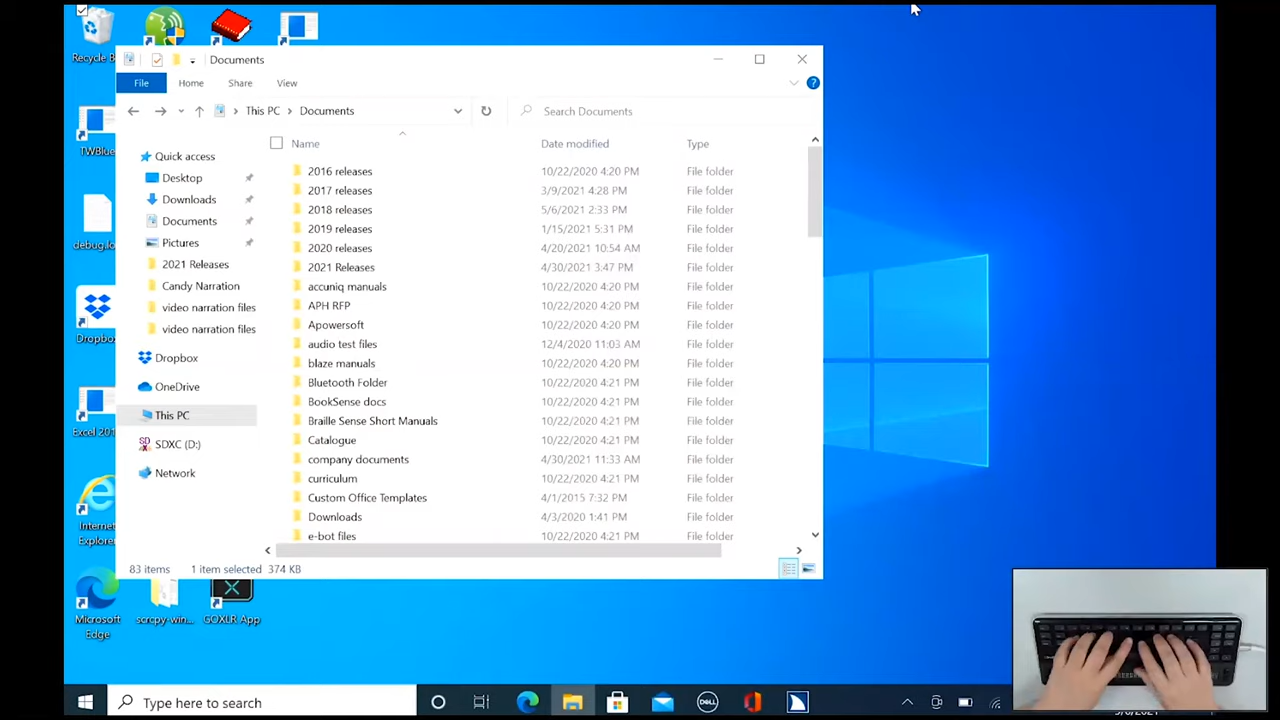 Recycle B
Documents
File Home Share View
This PC Documents
Search Documents
TWBlue
debug.lo
Dropbox
Excel 201
Internet
Explorer
Microsoft
Edge
scrcpy-win...
GOXLR App
Quick access
Desktop
Downloads
Documents
Pictures
2021 Releases
Candy Narration
video narration files
video narration files
Dropbox
OneDrive
This PC
SDXC (D:)
Network
Name Date modified Type
2016 releases 10/22/2020 4:20 PM File folder
2017 releases 3/9/2021 4:28 PM File folder
2018 releases 5/6/2021 2:33 PM File folder
2019 releases 1/15/2021 5:31 PM File folder
2020 releases 4/20/2021 10:54 AM File folder
2021 Releases 4/30/2021 3:47 PM File folder
accuniq manuals 10/22/2020 4:20 PM File folder
APH RFP 10/22/2020 4:20 PM File folder
Apowersoft 10/22/2020 4:20 PM File folder
audio test files 12/4/2020 11:03 AM File folder
blaze manuals 10/22/2020 4:20 PM File folder
Bluetooth Folder 10/22/2020 4:21 PM File folder
BookSense docs 10/22/2020 4:21 PM File folder
Braille Sense Short Manuals 10/22/2020 4:21 PM File folder
Catalogue 10/22/2020 4:21 PM File folder
company documents 4/30/2021 11:33 AM File folder
curriculum 10/22/2020 4:21 PM File folder
Custom Office Templates 4/1/2015 7:32 PM File folder
Downloads 4/3/2020 1:41 PM File folder
e-bot files 10/22/2020 4:21 PM File folder
83 items 1 item selected 374 KB
Type here to search
DELL